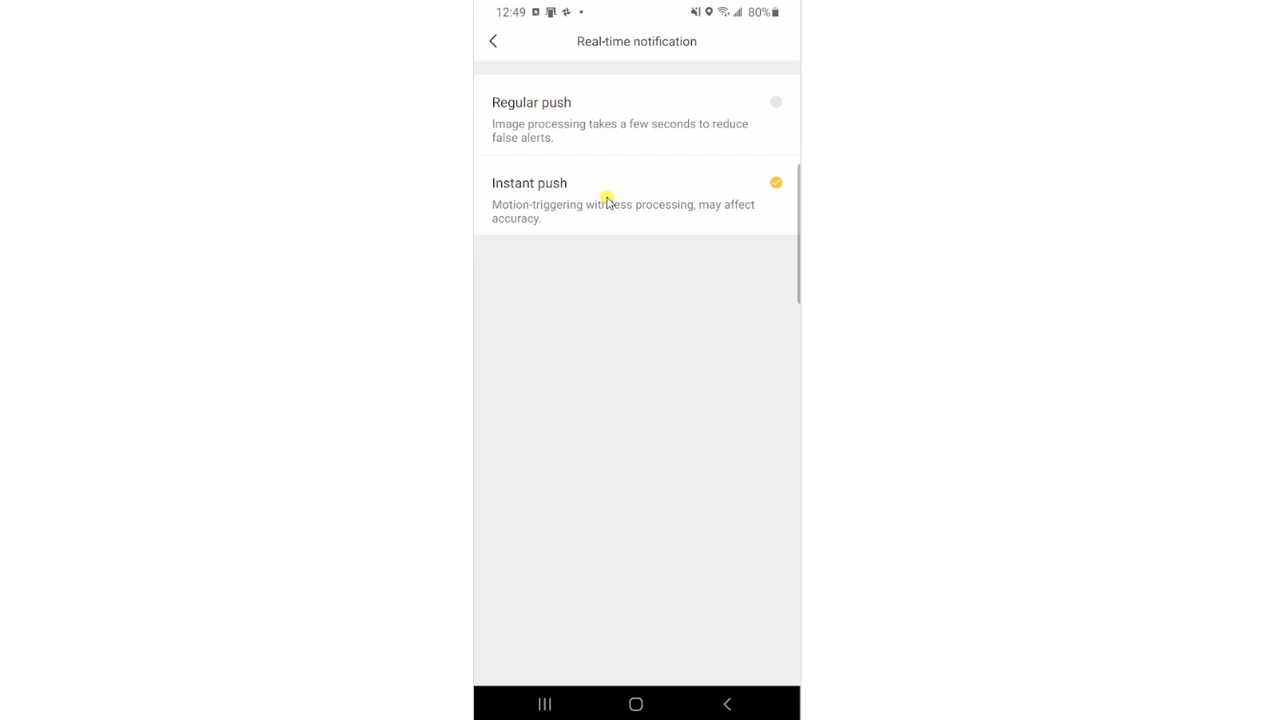 12:49 80%
Real-time notification
Regular push
Image processing takes a few seconds to reduce
false alerts.
Instant push
Motion-triggering with less processing, may affect
accuracy.